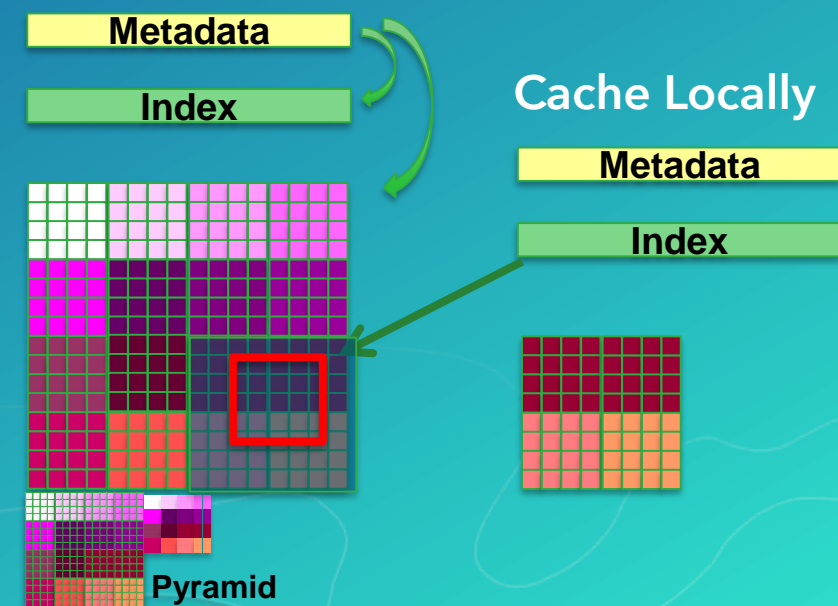 Metadata
Index
Cache Locally
Metadata
Index
Pyramid